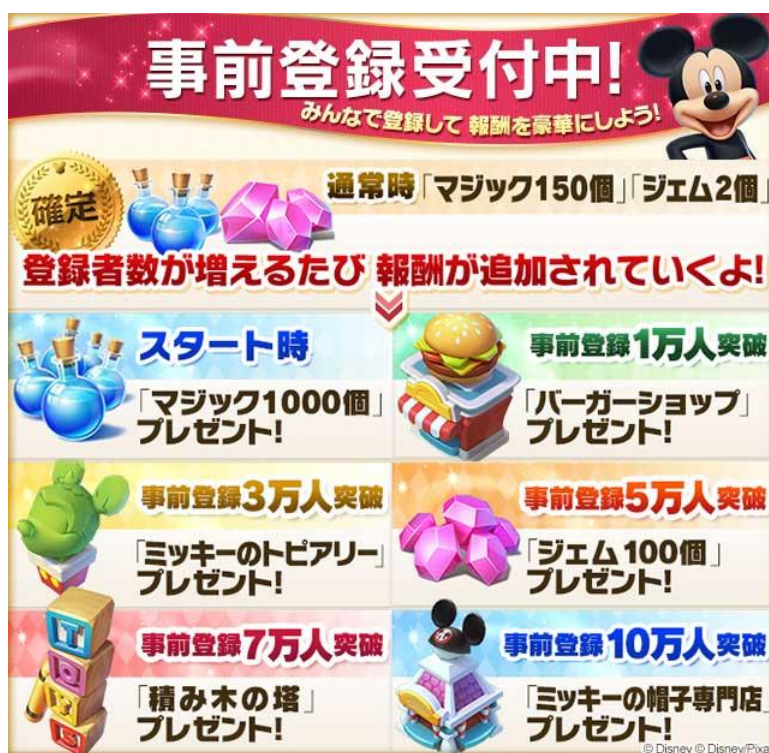 事前登録受付中!
みんなで登録して 報酬を豪華にしよう!
確定
通常時「マジック150個」「ジェム2個」
登録者数が増えるたび 報酬が追加されていくよ!
スタート時
「マジック1000個」
プレゼント!
事前登録1万人突破
「バーガーショップ」
プレゼント!
事前登録3万人突破
「ミッキーのトピアリー」
プレゼント!
事前登録5万人突破
「ジェム100個」
プレゼント!
事前登録7万人突破
「積み木の塔」
プレゼント!
TOYS
事前登録10万人突破
「ミッキーの帽子専門店」
プレゼント!
© Disney © Disney/Pixa